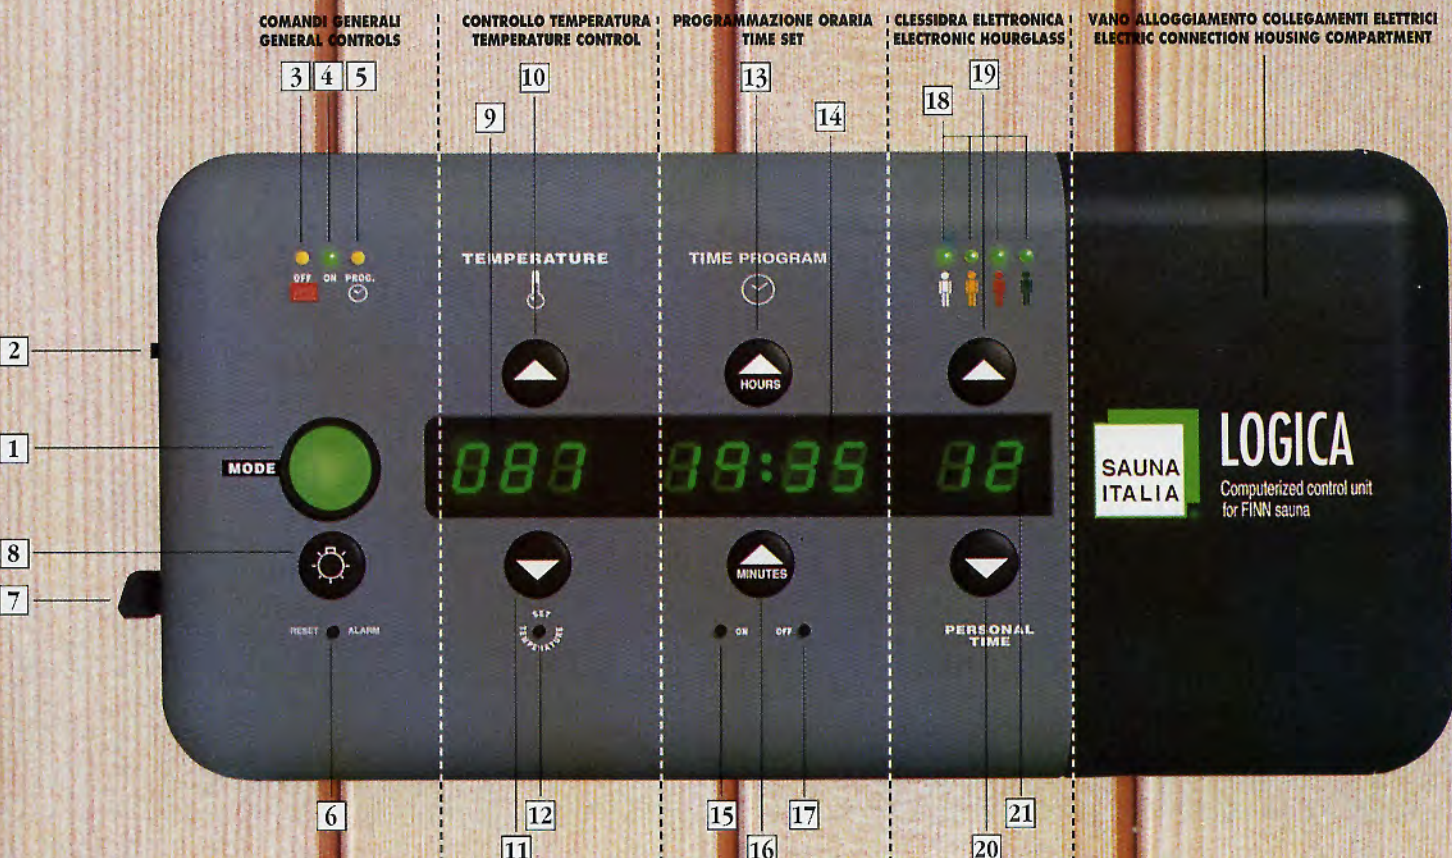 COMANDI GENERALI
GENERAL CONTROLS
CONTROLLO TEMPERATURA
TEMPERATURE CONTROL
PROGRAMMAZIONE ORARIA
TIME SET
CLESSIDRA ELETTRONICA
ELECTRONIC HOURGLASS
VANO ALLOGGIAMENTO COLLEGAMENTI ELETTRICI
ELECTRIC CONNECTION HOUSING COMPARTMENT
3 4 5
10
9
13
14
19
18
OFF ON PROG.
TEMPERATURE
TIME PROGRAM
2
HOURS
1
MODE
087
19:35
12
SAUNA
ITALIA
LOGICA
Computerized control unit
for FINN sauna
8
7
MINUTES
RESET ALARM
SET
TEMPERATURE
ON OFF
PERSONAL
TIME
6
12
11
15
17
16
21
20